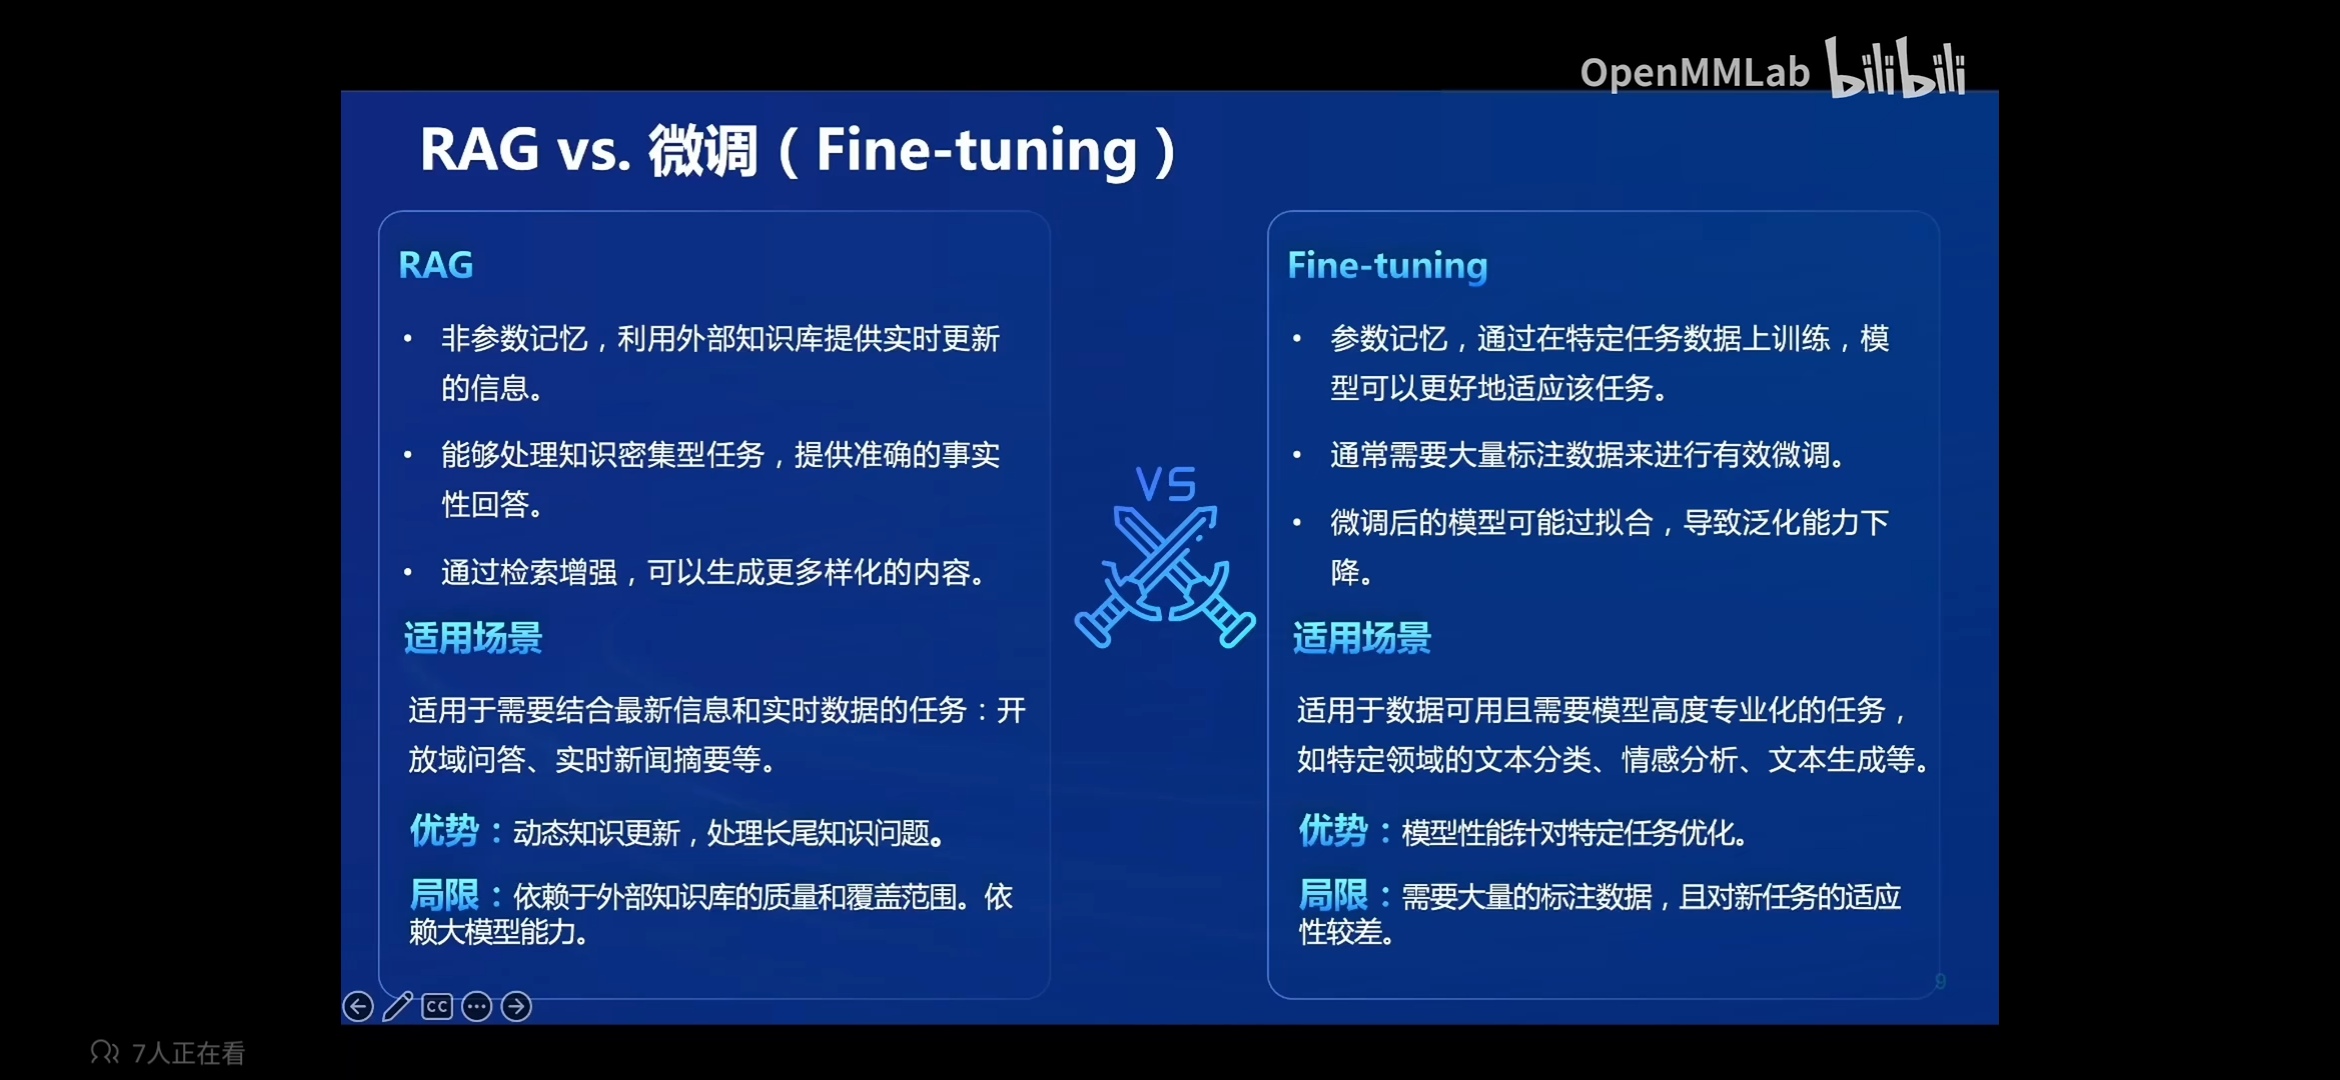 OpenMMLab bilibili
RAG vs. 微调（Fine-tuning）
RAG
• 非参数记忆，利用外部知识库提供实时更新
的信息。
• 能够处理知识密集型任务，提供准确的事实
性回答。
• 通过检索增强，可以生成更多样化的内容。
适用场景
适用于需要结合最新信息和实时数据的任务：开
放域问答、实时新闻摘要等。
优势：动态知识更新，处理长尾知识问题。
局限：依赖于外部知识库的质量和覆盖范围。依
赖大模型能力。
VS
Fine-tuning
• 参数记忆，通过在特定任务数据上训练，模
型可以更好地适应该任务。
• 通常需要大量标注数据来进行有效微调。
• 微调后的模型可能过拟合，导致泛化能力下
降。
适用场景
适用于数据可用且需要模型高度专业化的任务，
如特定领域的文本分类、情感分析、文本生成等。
优势：模型性能针对特定任务优化。
局限：需要大量的标注数据，且对新任务的适应
性较差。
9
CC
7人正在看